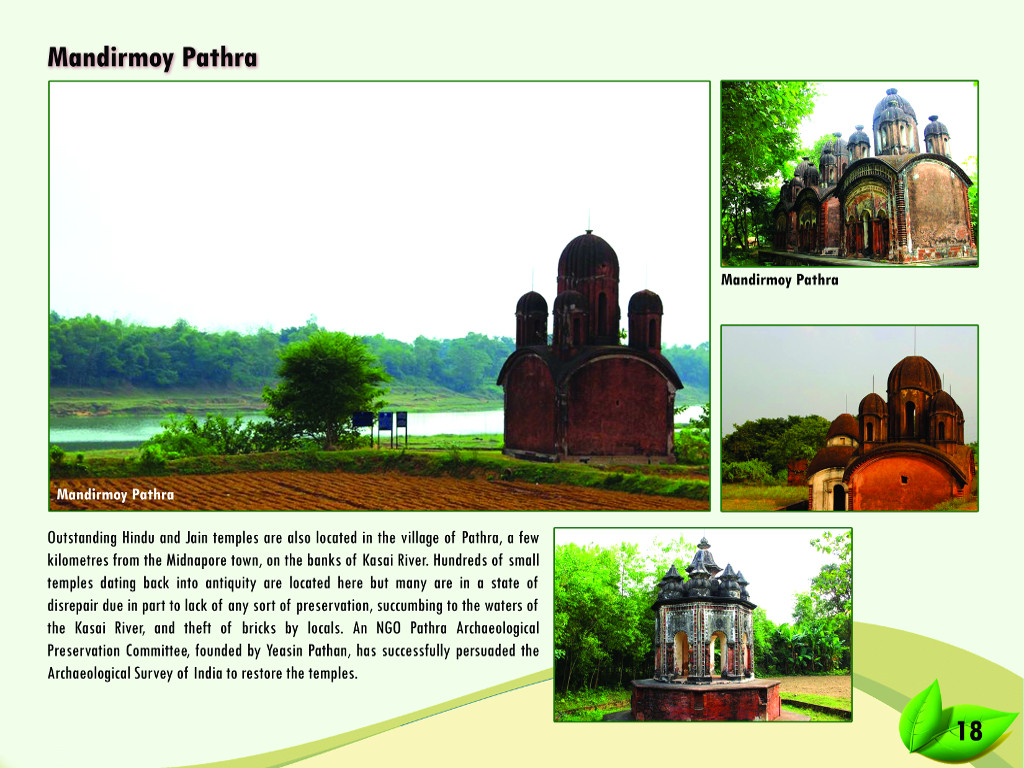 Mandirmoy Pathra
Mandirmoy Pathra
Mandirmoy Pathra
Outstanding Hindu and Jain temples are also located in the village of Pathra, a few
kilometres from the Midnapore town, on the banks of Kasai River. Hundreds of small
temples dating back into antiquity are located here but many are in a state of
disrepair due in part to lack of any sort of preservation, succumbing to the waters of
the Kasai River, and theft of bricks by locals. An NGO Pathra Archaeological
Preservation Committee, founded by Yeasin Pathan, has successfully persuaded the
Archaeological Survey of India to restore the temples.
18